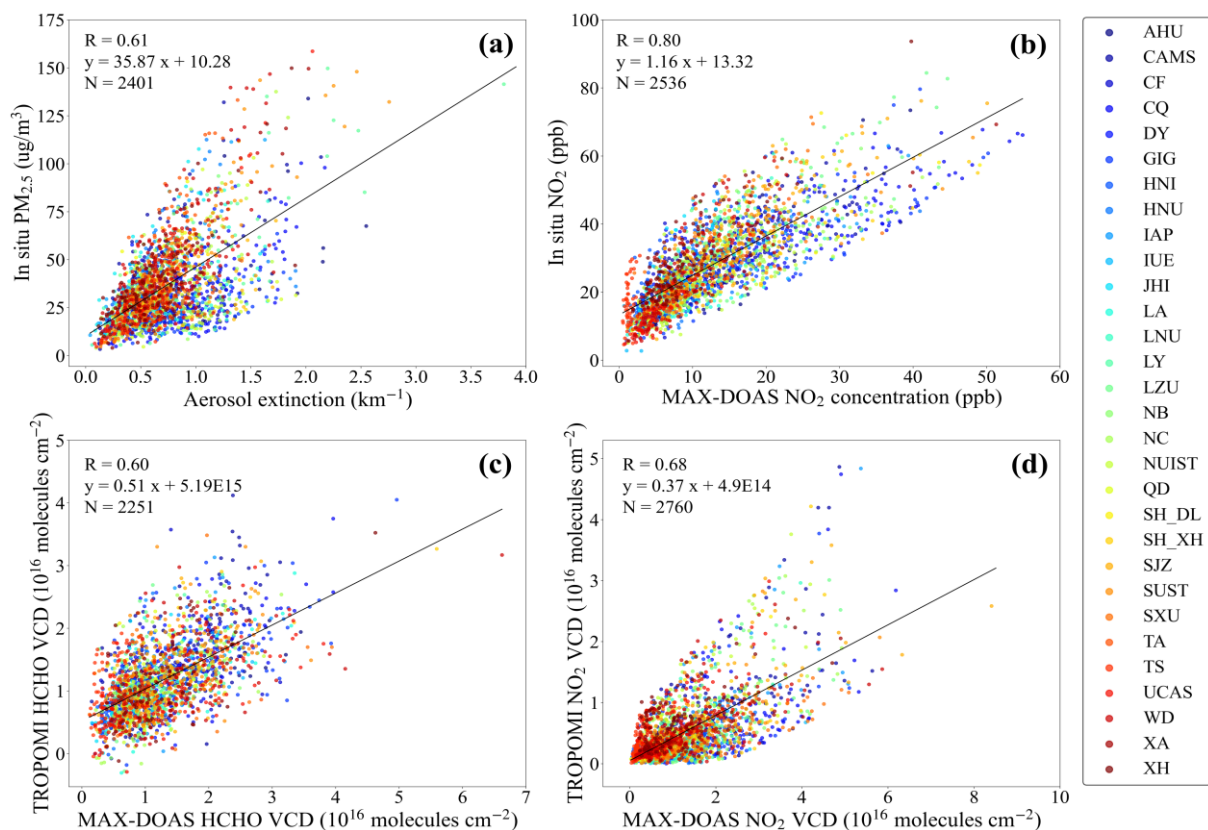 (a)
R = 0.61
y = 35.87 x + 10.28
N = 2401
In situ PM₂.₅ (ug/m³)
175
150
125
100
75
50
25
0
0.0 0.5 1.0 1.5 2.0 2.5 3.0 3.5 4.0
Aerosol extinction (km⁻¹)
(b)
R = 0.80
y = 1.16 x + 13.32
N = 2536
In situ NO₂ (ppb)
100
80
60
40
20
0
0 10 20 30 40 50 60
MAX-DOAS NO₂ concentration (ppb)
(c)
R = 0.60
y = 0.51 x + 5.19E15
N = 2251
TROPOMI HCHO VCD (10¹⁶ molecules cm⁻²)
5
4
3
2
1
0
0 1 2 3 4 5 6 7
MAX-DOAS HCHO VCD (10¹⁶ molecules cm⁻²)
(d)
R = 0.68
y = 0.37 x + 4.9E14
N = 2760
TROPOMI NO₂ VCD (10¹⁶ molecules cm⁻²)
5
4
3
2
1
0
0 2 4 6 8 10
MAX-DOAS NO₂ VCD (10¹⁶ molecules cm⁻²)
AHU
CAMS
CF
CQ
DY
GIG
HNI
HNU
IAP
IUE
JHI
LA
LNU
LY
LZU
NB
NC
NUIST
QD
SH_DL
SH_XH
SJZ
SUST
SXU
TA
TS
UCAS
WD
XA
XH